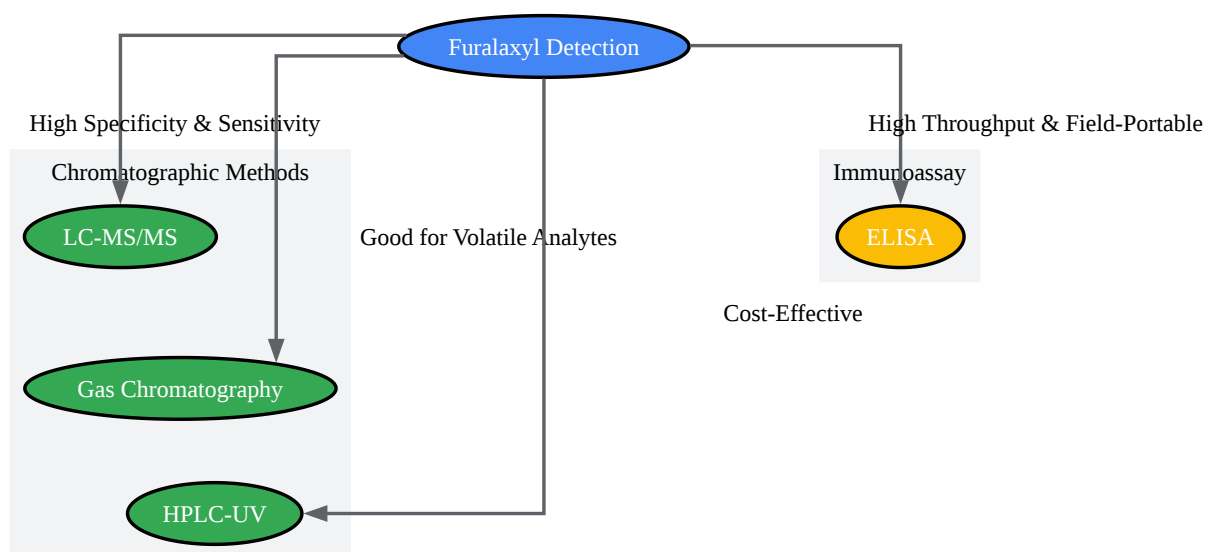 Furalaxyl Detection
High Specificity & Sensitivity
High Throughput & Field-Portable
Chromatographic Methods
Immunoassay
LC-MS/MS
Good for Volatile Analytes
ELISA
Cost-Effective
Gas Chromatography
HPLC-UV